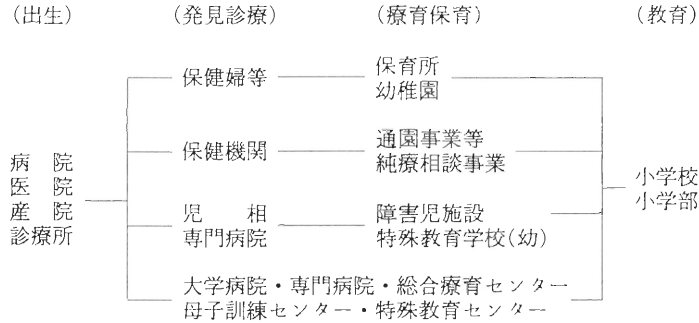 (出生) (発見診療) (療育保育) (教育)
保健婦等 保育所
幼稚園
保健機関 通園事業等
純療相談事業
病院
医院
産院
診療所
児相 障害児施設
専門病院 特殊教育学校(幼)
小学校
小学部
大学病院・専門病院・総合療育センター
母子訓練センター・特殊教育センター